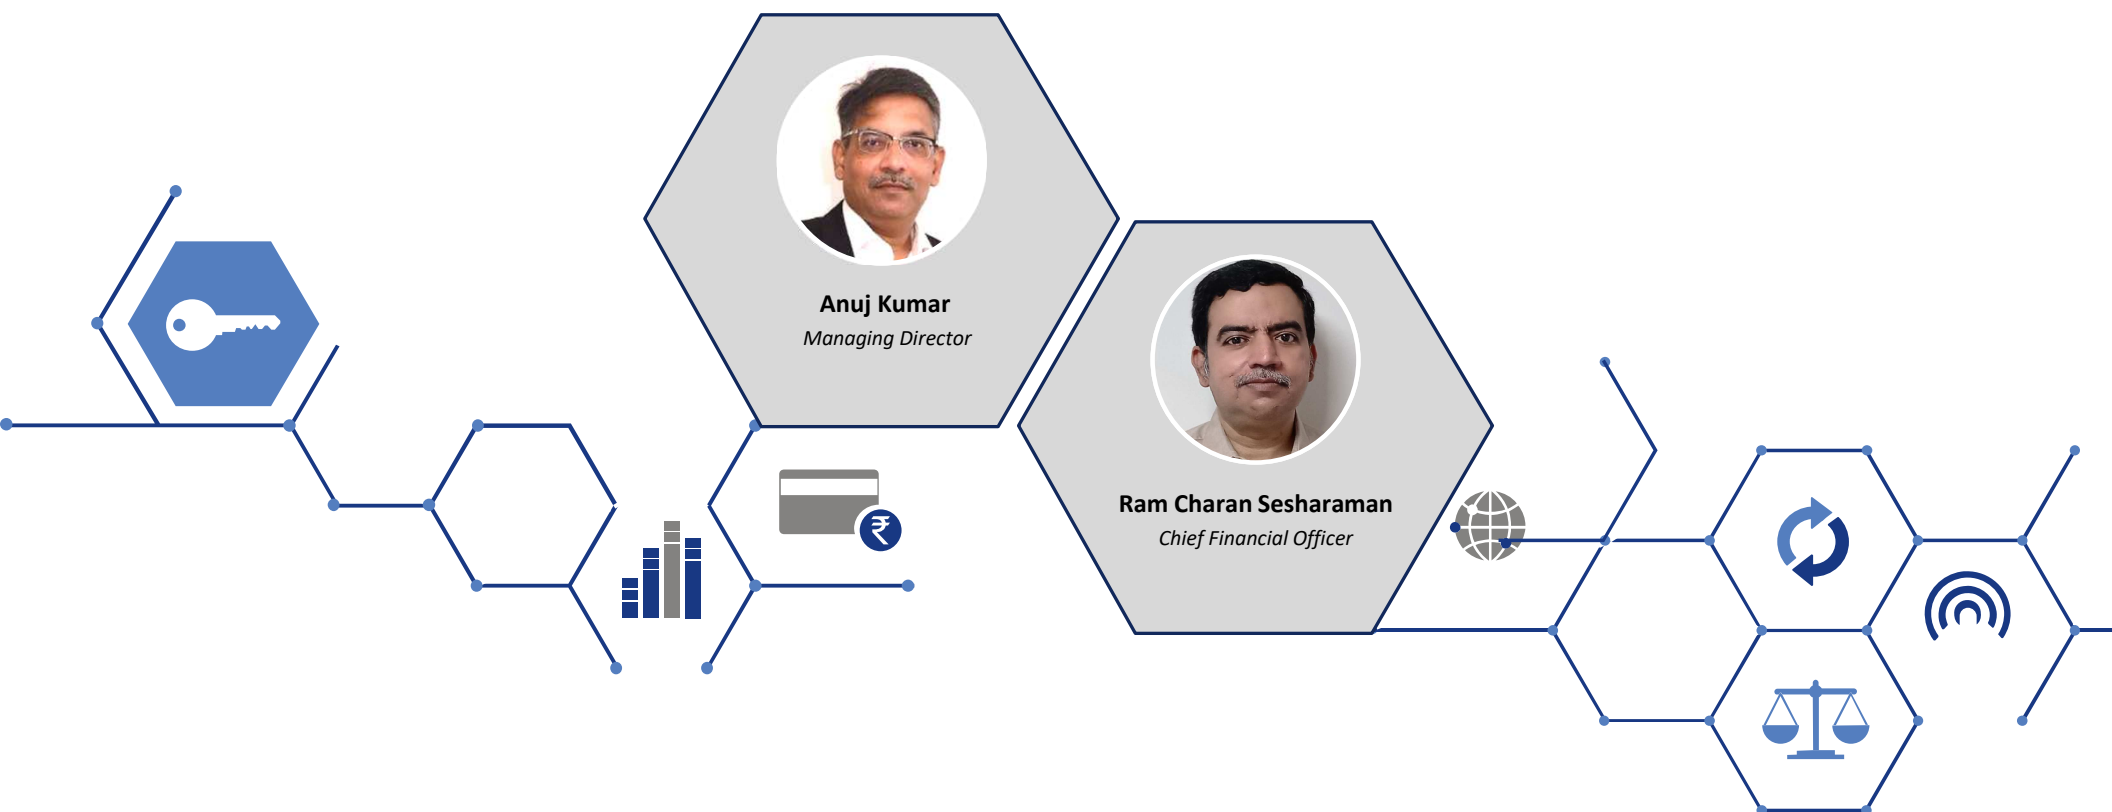 Anuj Kumar
Managing Director
Ram Charan Sesharaman
Chief Financial Officer
₹